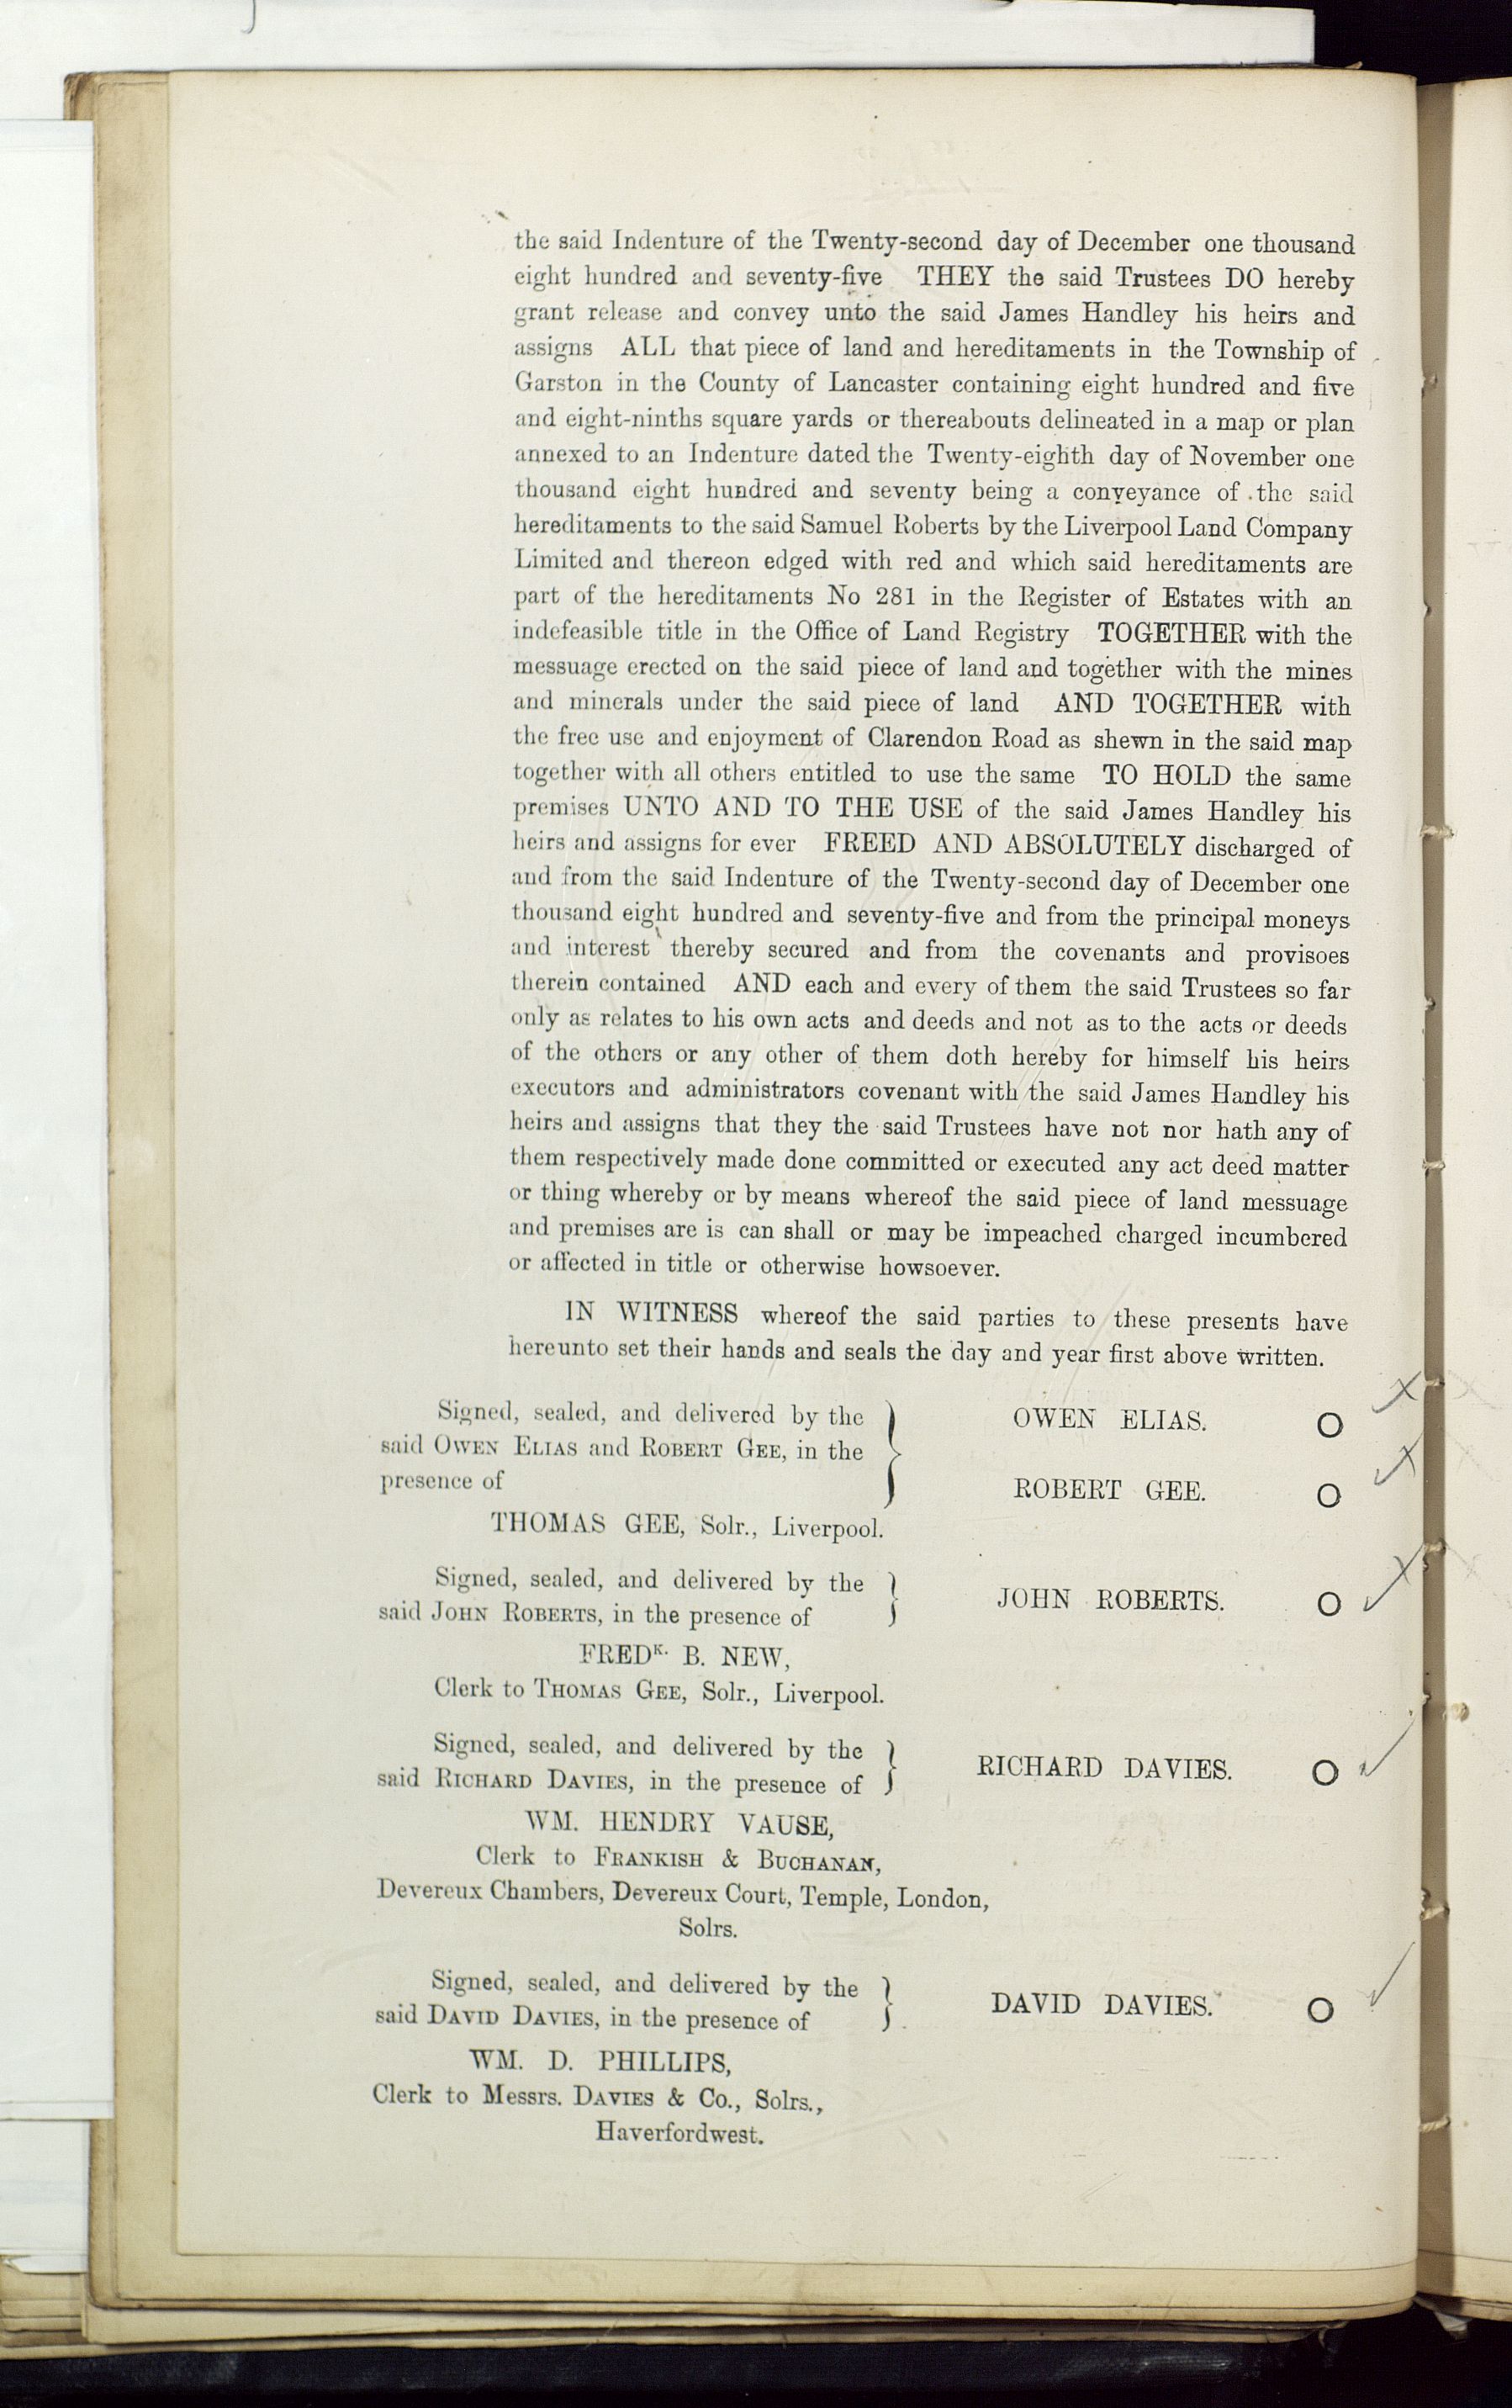 the said Indenture of the Twenty-second day of December one thousand
eight hundred and seventy-five THEY the said Trustees DO hereby
grant release and convey unto the said James Handley his heirs and
assigns ALL that piece of land and hereditaments in the Township of
Garston in the County of Lancaster containing eight hundred and five
and eight-ninths square yards or thereabouts delineated in a map or plan
annexed to an Indenture dated the Twenty-eighth day of November one
thousand eight hundred and seventy being a conveyance of the said
hereditaments to the said Samuel Roberts by the Liverpool Land Company
Limited and thereon edged with red and which said hereditaments are
part of the hereditaments No 281 in the Register of Estates with an
indefeasible title in the Office of Land Registry TOGETHER with the
messuage erected on the said piece of land and together with the mines
and minerals under the said piece of land AND TOGETHER with
the free use and enjoyment of Clarendon Road as shewn in the said map
together with all others entitled to use the same TO HOLD the same
premises UNTO AND TO THE USE of the said James Handley his
heirs and assigns for ever FREED AND ABSOLUTELY discharged of
and from the said Indenture of the Twenty-second day of December one
thousand eight hundred and seventy-five and from the principal moneys
and interest thereby secured and from the covenants and provisoes
therein contained AND each and every of them the said Trustees so far
only as relates to his own acts and deeds and not as to the acts or deeds
of the others or any other of them doth hereby for himself his heirs
executors and administrators covenant with the said James Handley his
heirs and assigns that they the said Trustees have not nor hath any of
them respectively made done committed or executed any act deed matter
or thing whereby or by means whereof the said piece of land messuage
and premises are is can shall or may be impeached charged incumbered
or affected in title or otherwise howsoever.
IN WITNESS whereof the said parties to these presents have
hereunto set their hands and seals the day and year first above written.
Signed, sealed, and delivered by the
said OWEN ELIAS and ROBERT GEE, in the
presence of
OWEN ELIAS. O
ROBERT GEE. O
THOMAS GEE, Solr., Liverpool.
Signed, sealed, and delivered by the
said JOHN ROBERTS, in the presence of
JOHN ROBERTS. O
FREDK. B. NEW,
Clerk to THOMAS GEE, Solr., Liverpool.
Signed, sealed, and delivered by the
said RICHARD DAVIES, in the presence of
RICHARD DAVIES. O
WM. HENDRY VAUSE,
Clerk to FRANKISH & BUCHANAN,
Devereux Chambers, Devereux Court, Temple, London,
Solrs.
Signed, sealed, and delivered by the
said DAVID DAVIES, in the presence of
DAVID DAVIES. O
WM. D. PHILLIPS,
Clerk to Messrs. DAVIES & Co., Solrs.,
Haverfordwest.